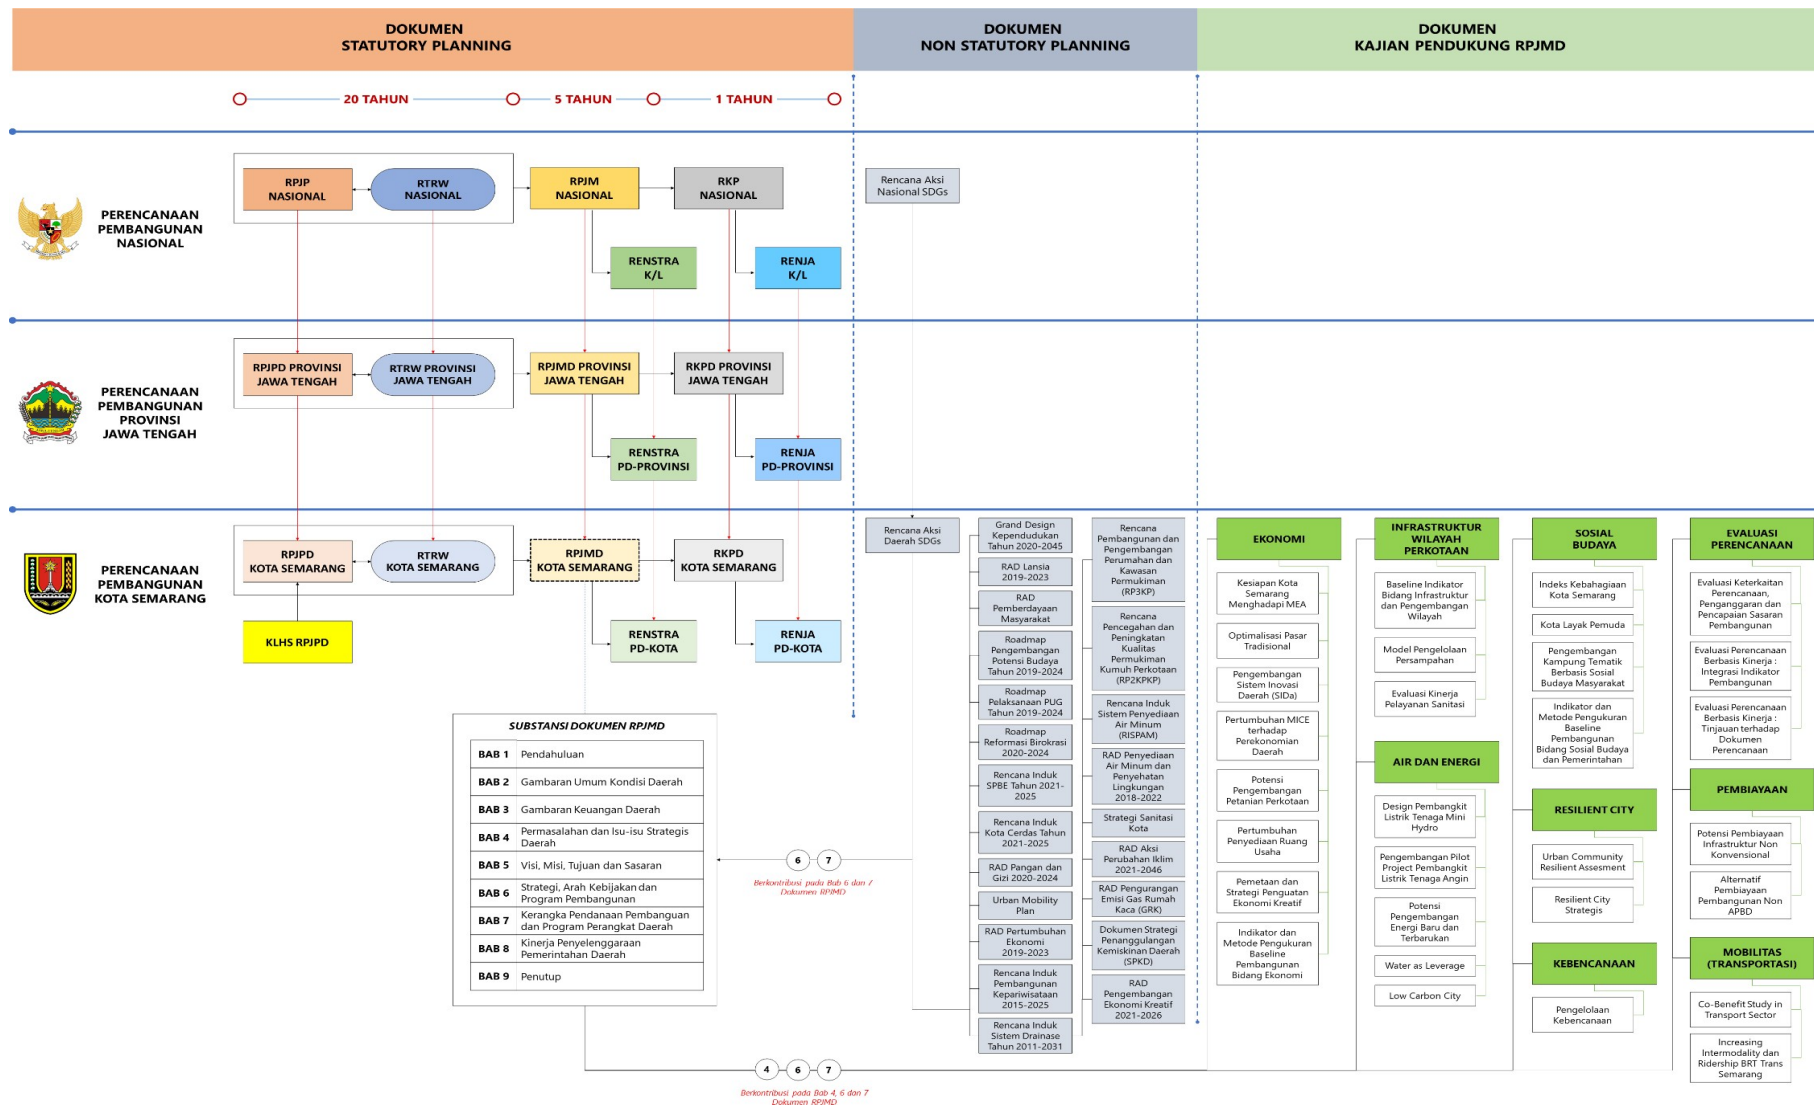 DOKUMEN
STATUTORY PLANNING
DOKUMEN
NON STATUTORY PLANNING
DOKUMEN
KAJIAN PENDUKUNG RPJMD
20 TAHUN
5 TAHUN
1 TAHUN
PERENCANAAN
PEMBANGUNAN
NASIONAL
RPJP
NASIONAL
RTRW
NASIONAL
RPJM
NASIONAL
RKP
NASIONAL
RENSTRA
K/L
RENJA
K/L
Rencana Aksi
Nasional SDGs
PERENCANAAN
PEMBANGUNAN
PROVINSI
JAWA TENGAH
RPJPD PROVINSI
JAWA TENGAH
RTRW PROVINSI
JAWA TENGAH
RPJMD PROVINSI
JAWA TENGAH
RKPD PROVINSI
JAWA TENGAH
RENSTRA
PD-PROVINSI
RENJA
PD-PROVINSI
PERENCANAAN
PEMBANGUNAN
KOTA SEMARANG
RPJPD
KOTA SEMARANG
RTRW
KOTA SEMARANG
RPJMD
KOTA SEMARANG
RKPD
KOTA SEMARANG
KLHS RPJPD
RENSTRA
PD-KOTA
RENJA
PD-KOTA
SUBSTANSI DOKUMEN RPJMD
BAB 1 Pendahuluan
BAB 2 Gambaran Umum Kondisi Daerah
BAB 3 Gambaran Keuangan Daerah
BAB 4 Permasalahan dan Isu-isu Strategis
Daerah
BAB 5 Visi, Misi, Tujuan dan Sasaran
BAB 6 Strategi, Arah Kebijakan dan
Program Pembangunan
BAB 7 Kerangka Pendanaan Pembanguan
dan Program Perangkat Daerah
BAB 8 Kinerja Penyelenggaraan
Pemerintahan Daerah
BAB 9 Penutup
6 7
Berkontribusi pada Bab 6 dan 7
Dokumen RPJMD
4 6 7
Berkontribusi pada Bab 4, 6 dan 7
Dokumen RPJMD
Rencana Aksi
Daerah SDGs
Grand Design
Kependudukan
Tahun 2020-2045
RAD Lansia
2019-2023
RAD
Pemberdayaan
Masyarakat
Roadmap
Pengembangan
Potensi Budaya
Tahun 2019-2024
Roadmap
Pelaksanaan PUG
Tahun 2019-2024
Roadmap
Reformasi Birokrasi
2020-2024
Rencana Induk
SPBE Tahun 2021-
2025
Rencana Induk
Kota Cerdas Tahun
2021-2025
RAD Pangan dan
Gizi 2020-2024
Urban Mobility
Plan
RAD Pertumbuhan
Ekonomi
2019-2023
Rencana Induk
Pembangunan
Kepariwisataan
2015-2025
Rencana Induk
Sistem Drainase
Tahun 2011-2031
Rencana
Pembangunan dan
Pengembangan
Perumahan dan
Kawasan
Permukiman
(RP3KP)
Rencana
Pencegahan dan
Peningkatan
Kualitas
Permukiman
Kumuh Perkotaan
(RP2KPKP)
Rencana Induk
Sistem Penyediaan
Air Minum
(RISPAM)
RAD Penyediaan
Air Minum dan
Penyehatan
Lingkungan
2018-2022
Strategi Sanitasi
Kota
RAD Aksi
Perubahan Iklim
2021-2046
RAD Pengurangan
Emisi Gas Rumah
Kaca (GRK)
Dokumen Strategi
Penanggulangan
Kemiskinan Daerah
(SPKD)
RAD
Pengembangan
Ekonomi Kreatif
2021-2026
EKONOMI
Kesiapan Kota
Semarang
Menghadapi MEA
Optimalisasi Pasar
Tradisional
Pengembangan
Sistem Inovasi
Daerah (SIDa)
Pertumbuhan MICE
terhadap
Perekonomian
Daerah
Potensi
Pengembangan
Petanian Perkotaan
Pertumbuhan
Penyediaan Ruang
Usaha
Pemetaan dan
Strategi Penguatan
Ekonomi Kreatif
Indikator dan
Metode Pengukuran
Baseline
Pembangunan
Bidang Ekonomi
INFRASTRUKTUR
WILAYAH
PERKOTAAN
Baseline Indikator
Bidang Infrastruktur
dan Pengembangan
Wilayah
Model Pengelolaan
Persampahan
Evaluasi Kinerja
Pelayanan Sanitasi
AIR DAN ENERGI
Design Pembangkit
Listrik Tenaga Mini
Hydro
Pengembangan Pilot
Project Pembangkit
Listrik Tenaga Angin
Potensi
Pengembangan
Energi Baru dan
Terbarukan
Water as Leverage
Low Carbon City
SOSIAL
BUDAYA
Indeks Kebahagiaan
Kota Semarang
Kota Layak Pemuda
Pengembangan
Kampung Tematik
Berbasis Sosial
Budaya Masyarakat
Indikator dan
Metode Pengukuran
Baseline
Pembangunan
Bidang Sosial Budaya
dan Pemerintahan
RESILIENT CITY
Urban Community
Resilient Assesment
Resilient City
Strategis
KEBENCANAAN
Pengelolaan
Kebencanaan
EVALUASI
PERENCANAAN
Evaluasi Keterkaitan
Perencanaan,
Penganggaran dan
Pencapaian Sasaran
Pembangunan
Evaluasi Perencanaan
Berbasis Kinerja :
Integrasi Indikator
Pembangunan
Evaluasi Perencanaan
Berbasis Kinerja :
Tinjauan terhadap
Dokumen
Perencanaan
PEMBIAYAAN
Potensi Pembiayaan
Infrastruktur Non
Konvensional
Alternatif
Pembiayaan
Pembangunan Non
APBD
MOBILITAS
(TRANSPORTASI)
Co-Benefit Study in
Transport Sector
Increasing
Intermodality dan
Ridership BRT Trans
Semarang